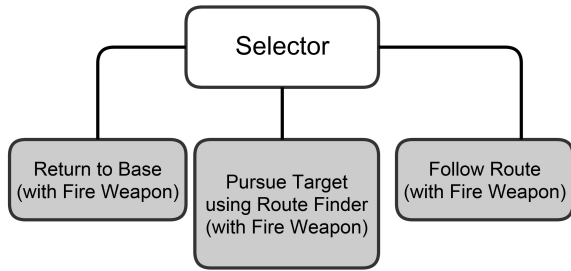 Selector
Return to Base
(with Fire Weapon)
Pursue Target
using Route Finder
(with Fire Weapon)
Follow Route
(with Fire Weapon)